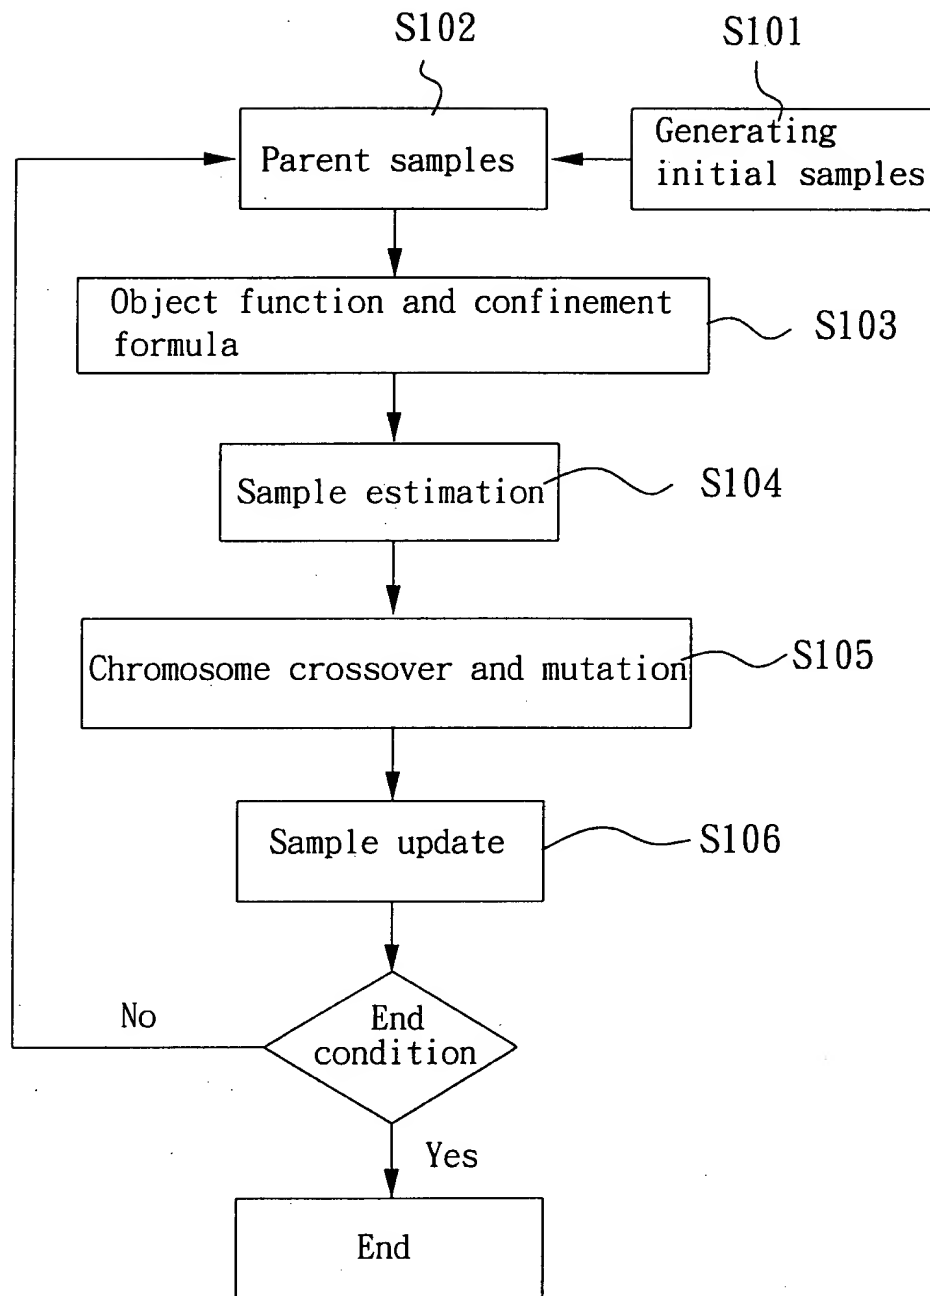 S102
S101
Parent samples
Generating
initial samples
Object function and confinement
formula
S103
Sample estimation
S104
Chromosome crossover and mutation
S105
Sample update
S106
No
End
condition
Yes
End